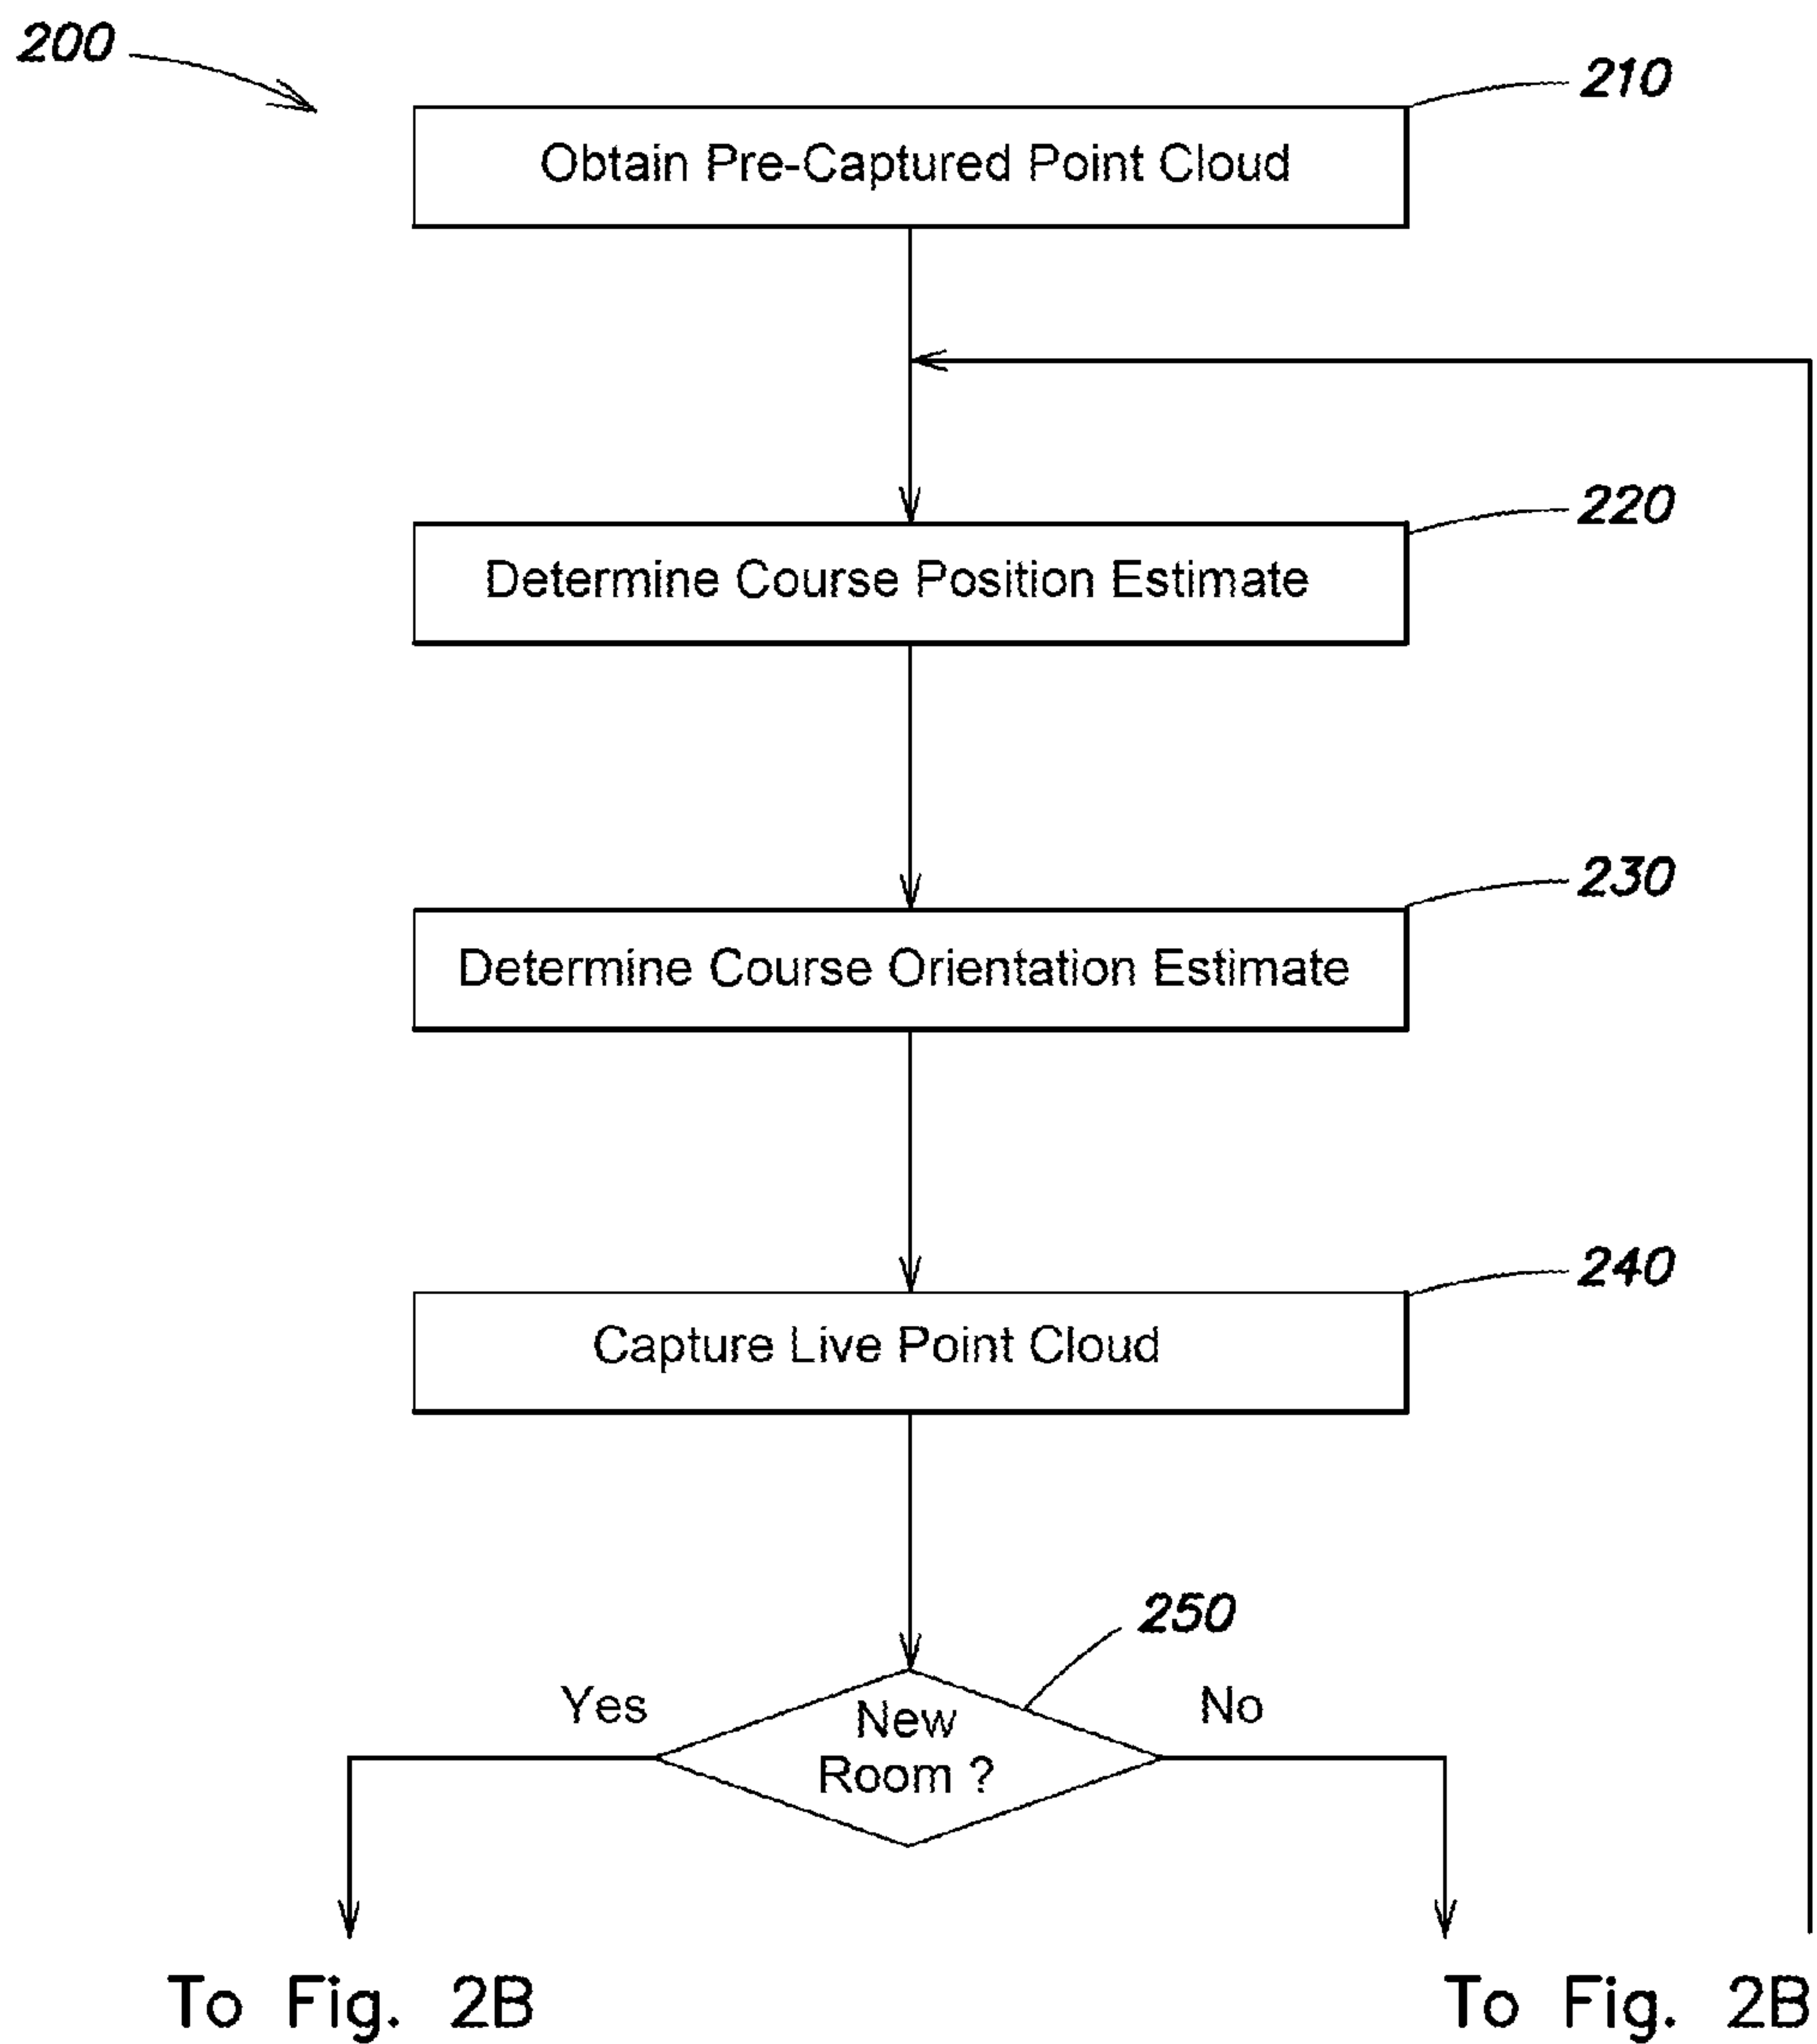 200
210
Obtain Pre-Captured Point Cloud
220
Determine Course Position Estimate
230
Determine Course Orientation Estimate
240
Capture Live Point Cloud
250
Yes
New
No
Room ?
To Fig. 2B
To Fig. 2B